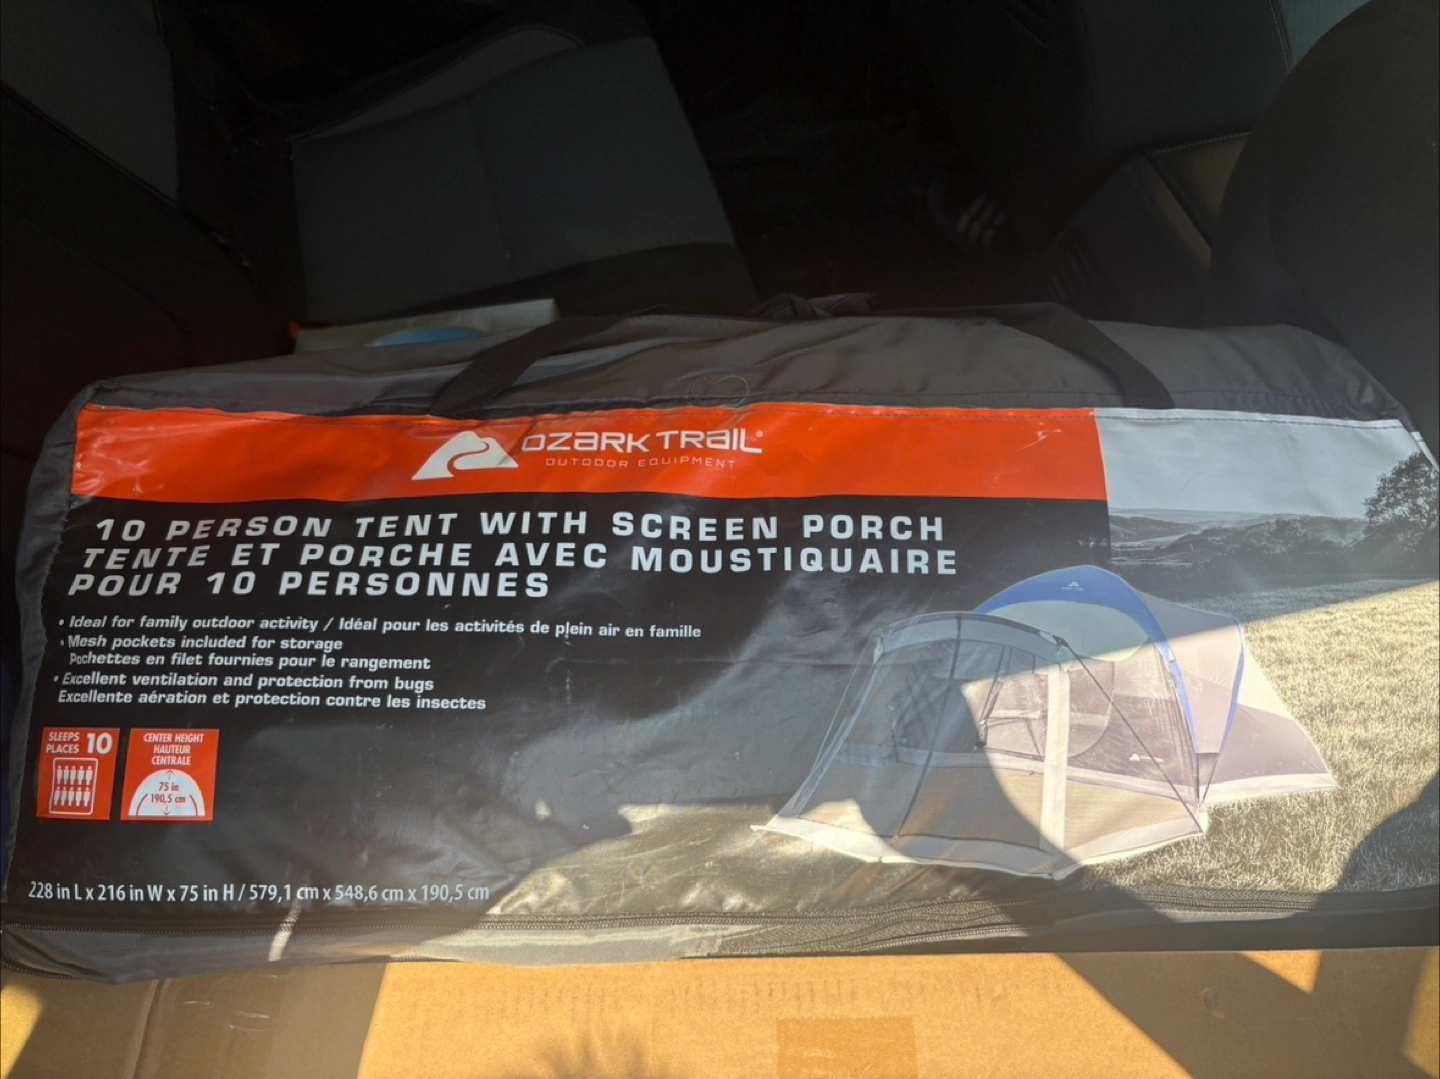 OZARK TRAIL®
OUTDOOR EQUIPMENT
10 PERSON TENT WITH SCREEN PORCH
TENTE ET PORCHE AVEC MOUSTIQUAIRE
POUR 10 PERSONNES
• Ideal for family outdoor activity / Idéal pour les activités de plein air en famille
• Mesh pockets included for storage
Pochettes en filet fournies pour le rangement
• Excellent ventilation and protection from bugs
Excellente aération et protection contre les insectes
SLEEPS
PLACES 10
CENTER HEIGHT
HAUTEUR
CENTRALE
75 in
190,5 cm
228 in L x 216 in W x 75 in H / 579,1 cm x 548,6 cm x 190,5 cm